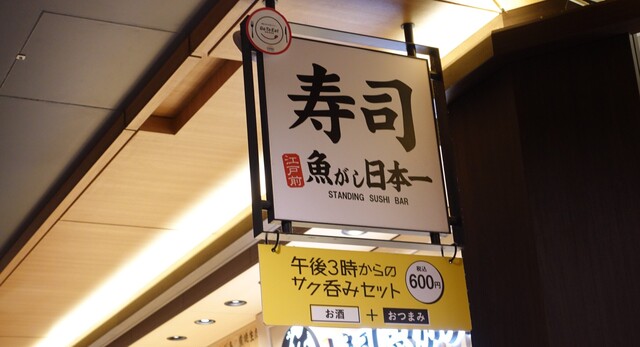 寿司
江戸前
魚がし日本一
STANDING SUSHI BAR
午後3時からの
サク呑みセット
税込
600円
お酒 + おつまみ